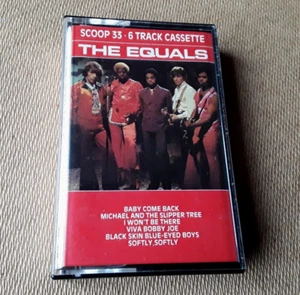 SCOOP 33 · 6 TRACK CASSETTE
THE EQUALS
BABY COME BACK
MICHAEL AND THE SLIPPER TREE
I WON'T BE THERE
VIVA BOBBY JOE
BLACK SKIN BLUE-EYED BOYS
SOFTLY, SOFTLY